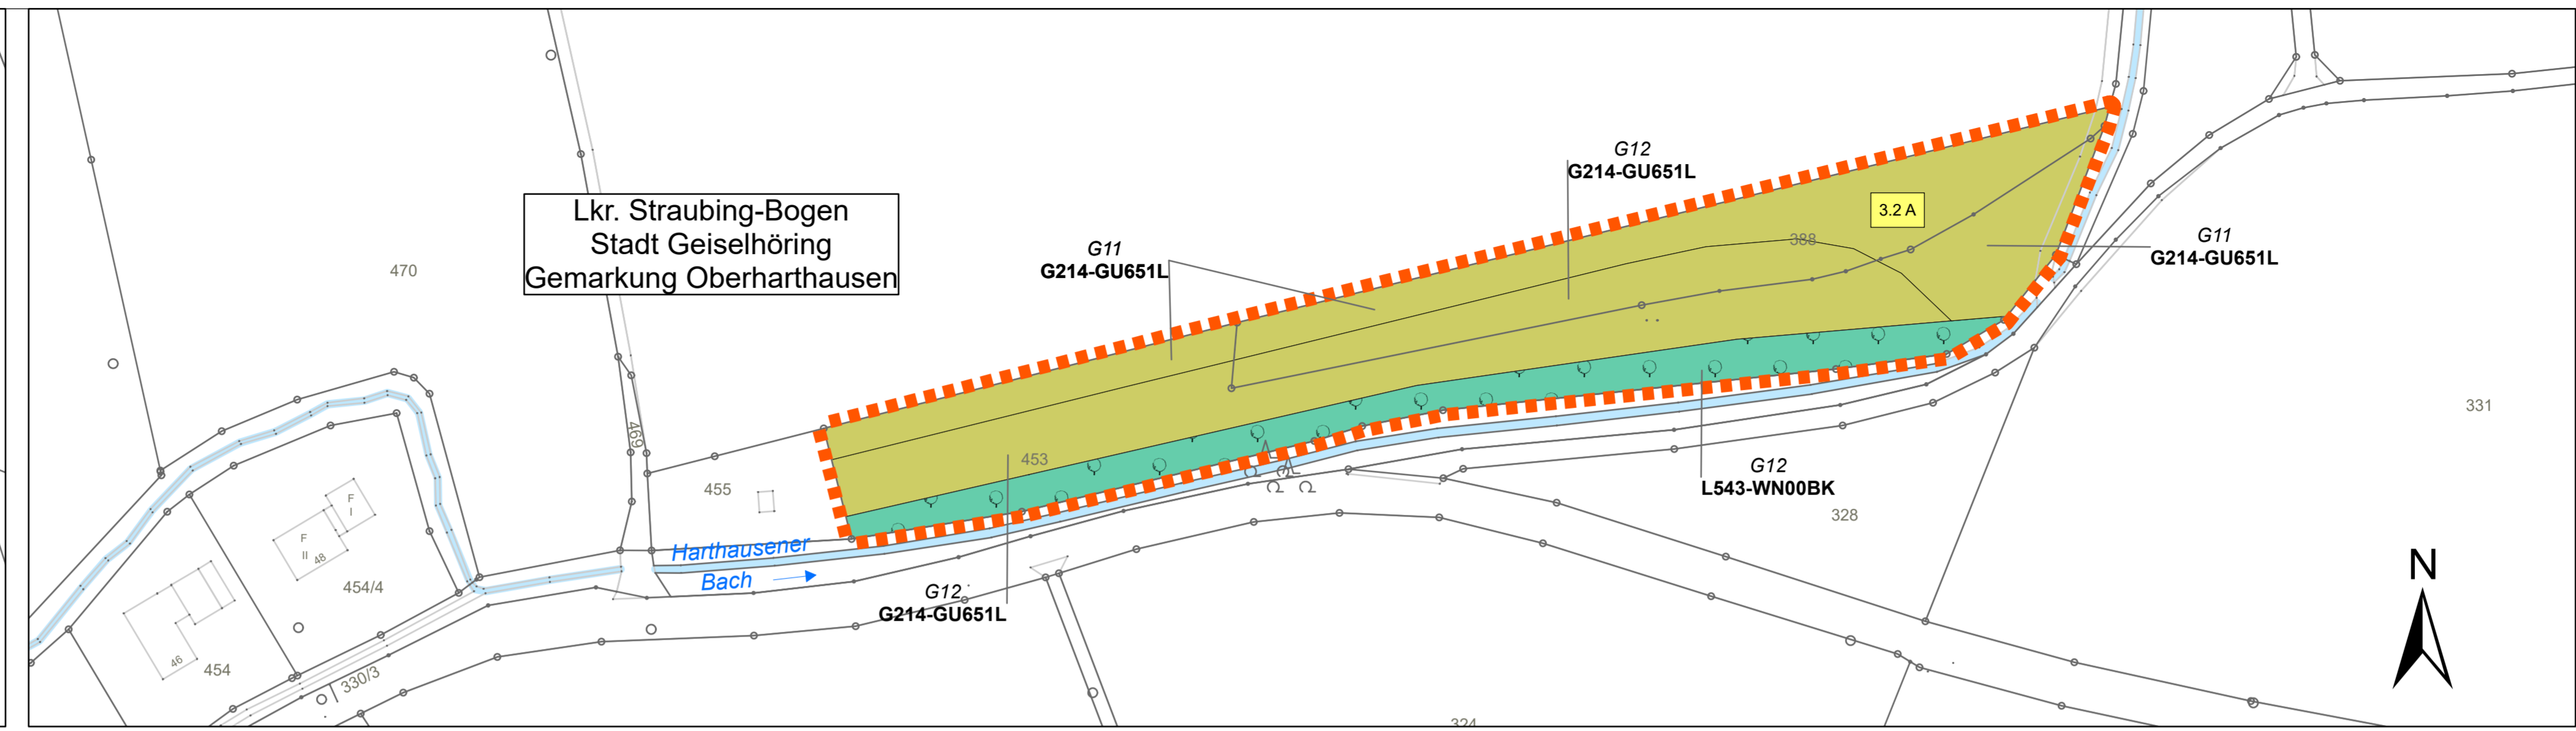 G12
G214-GU651L
3.2 A
Lkr. Straubing-Bogen
Stadt Geiselhöring
Gemarkung Oberharthausen
G11
G214-GU651L
388
G11
G214-GU651L
470
331
469
453
455
G12
L543-WN00BK
328
F
I
F
II
48
Harthausener
Bach
454/4
G12
G214-GU651L
N
46
454
330/3
324